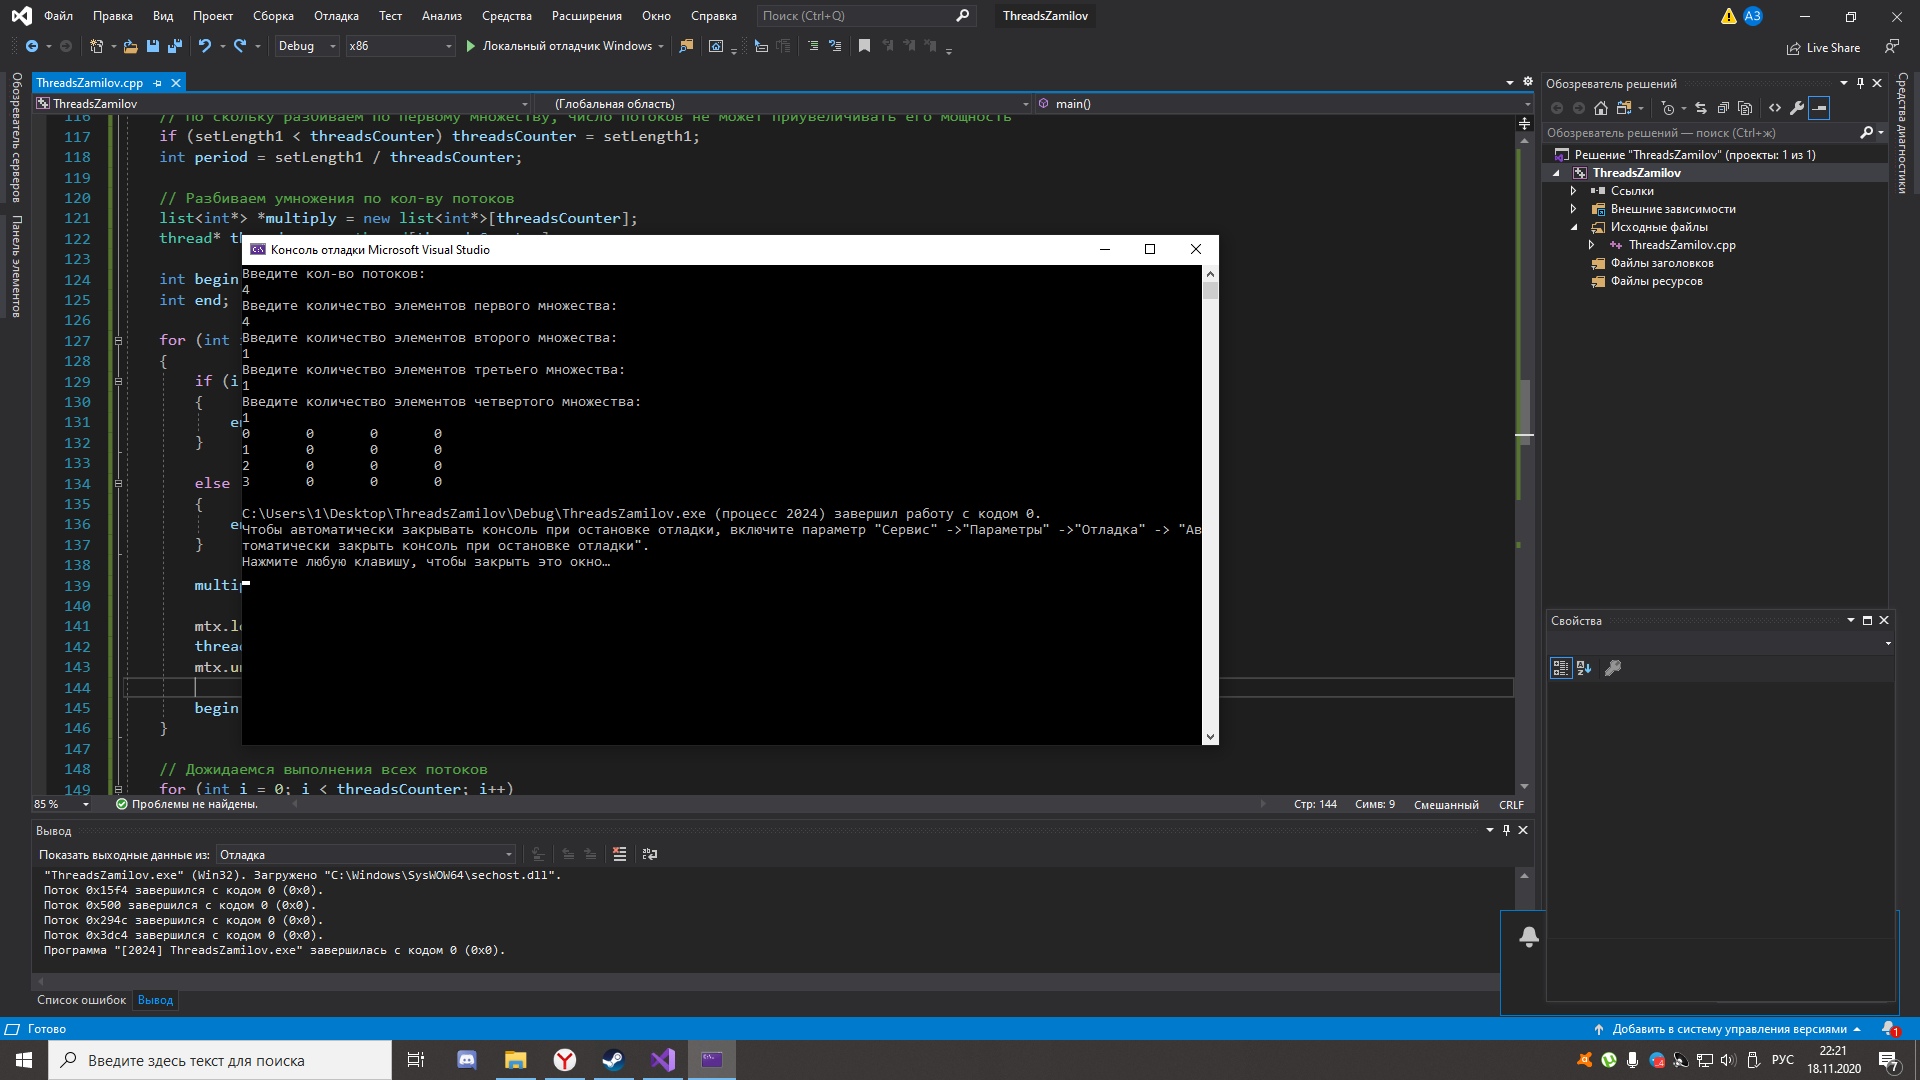 Файл Правка Вид Проект Сборка Отладка Тест Анализ Средства Расширения Окно Справка Поиск (Ctrl+Q) ThreadsZamilov АЗ
Debug x86 Локальный отладчик Windows Live Share
Обозреватель серверов
Панель элементов
ThreadsZamilov.cpp
ThreadsZamilov (Глобальная область) main()
116 // По скольку разбиваем по первому множеству, число потоков не может приувеличивать его мощность
117 if (setLength1 < threadsCounter) threadsCounter = setLength1;
118 int period = setLength1 / threadsCounter;
119
120 // Разбиваем умножения по кол-ву потоков
121 list<int*> *multiply = new list<int*>[threadsCounter];
122 thread*
123
124 int begin
125 int end;
126
127 for (int
128 {
129 if (i
130 {
131
132 }
133
134 else
135 {
136
137 }
138
139
140
141
142
143
144
145 begin
146 }
147
148 // Дожидаемся выполнения всех потоков
149 for (int i = 0; i < threadsCounter; i++)
Консоль отладки Microsoft Visual Studio
Введите кол-во потоков:
4
Введите количество элементов первого множества:
4
Введите количество элементов второго множества:
1
Введите количество элементов третьего множества:
1
Введите количество элементов четвертого множества:
1
0 0 0 0
1 0 0 0
2 0 0 0
3 0 0 0
C:\Users\1\Desktop\ThreadsZamilov\Debug\ThreadsZamilov.exe (процесс 2024) завершил работу с кодом 0.
Чтобы автоматически закрывать консоль при остановке отладки, включите параметр "Сервис" ->"Параметры" ->"Отладка" -> "Ав
томатически закрыть консоль при остановке отладки".
Нажмите любую клавишу, чтобы закрыть это окно…
85 % Проблемы не найдены. Стр: 144 Симв: 9 Смешанный CRLF
Вывод
Показать выходные данные из: Отладка
"ThreadsZamilov.exe" (Win32). Загружено "C:\Windows\SysWOW64\sechost.dll".
Поток 0x15f4 завершился с кодом 0 (0x0).
Поток 0x500 завершился с кодом 0 (0x0).
Поток 0x294c завершился с кодом 0 (0x0).
Поток 0x3dc4 завершился с кодом 0 (0x0).
Программа "[2024] ThreadsZamilov.exe" завершилась с кодом 0 (0x0).
Список ошибок Вывод
Обозреватель решений
Обозреватель решений — поиск (Ctrl+ж)
Решение "ThreadsZamilov" (проекты: 1 из 1)
ThreadsZamilov
Ссылки
Внешние зависимости
Исходные файлы
ThreadsZamilov.cpp
Файлы заголовков
Файлы ресурсов
Средства диагностики
Свойства
Готово Добавить в систему управления версиями 1
Введите здесь текст для поиска РУС 22:21
18.11.2020 7